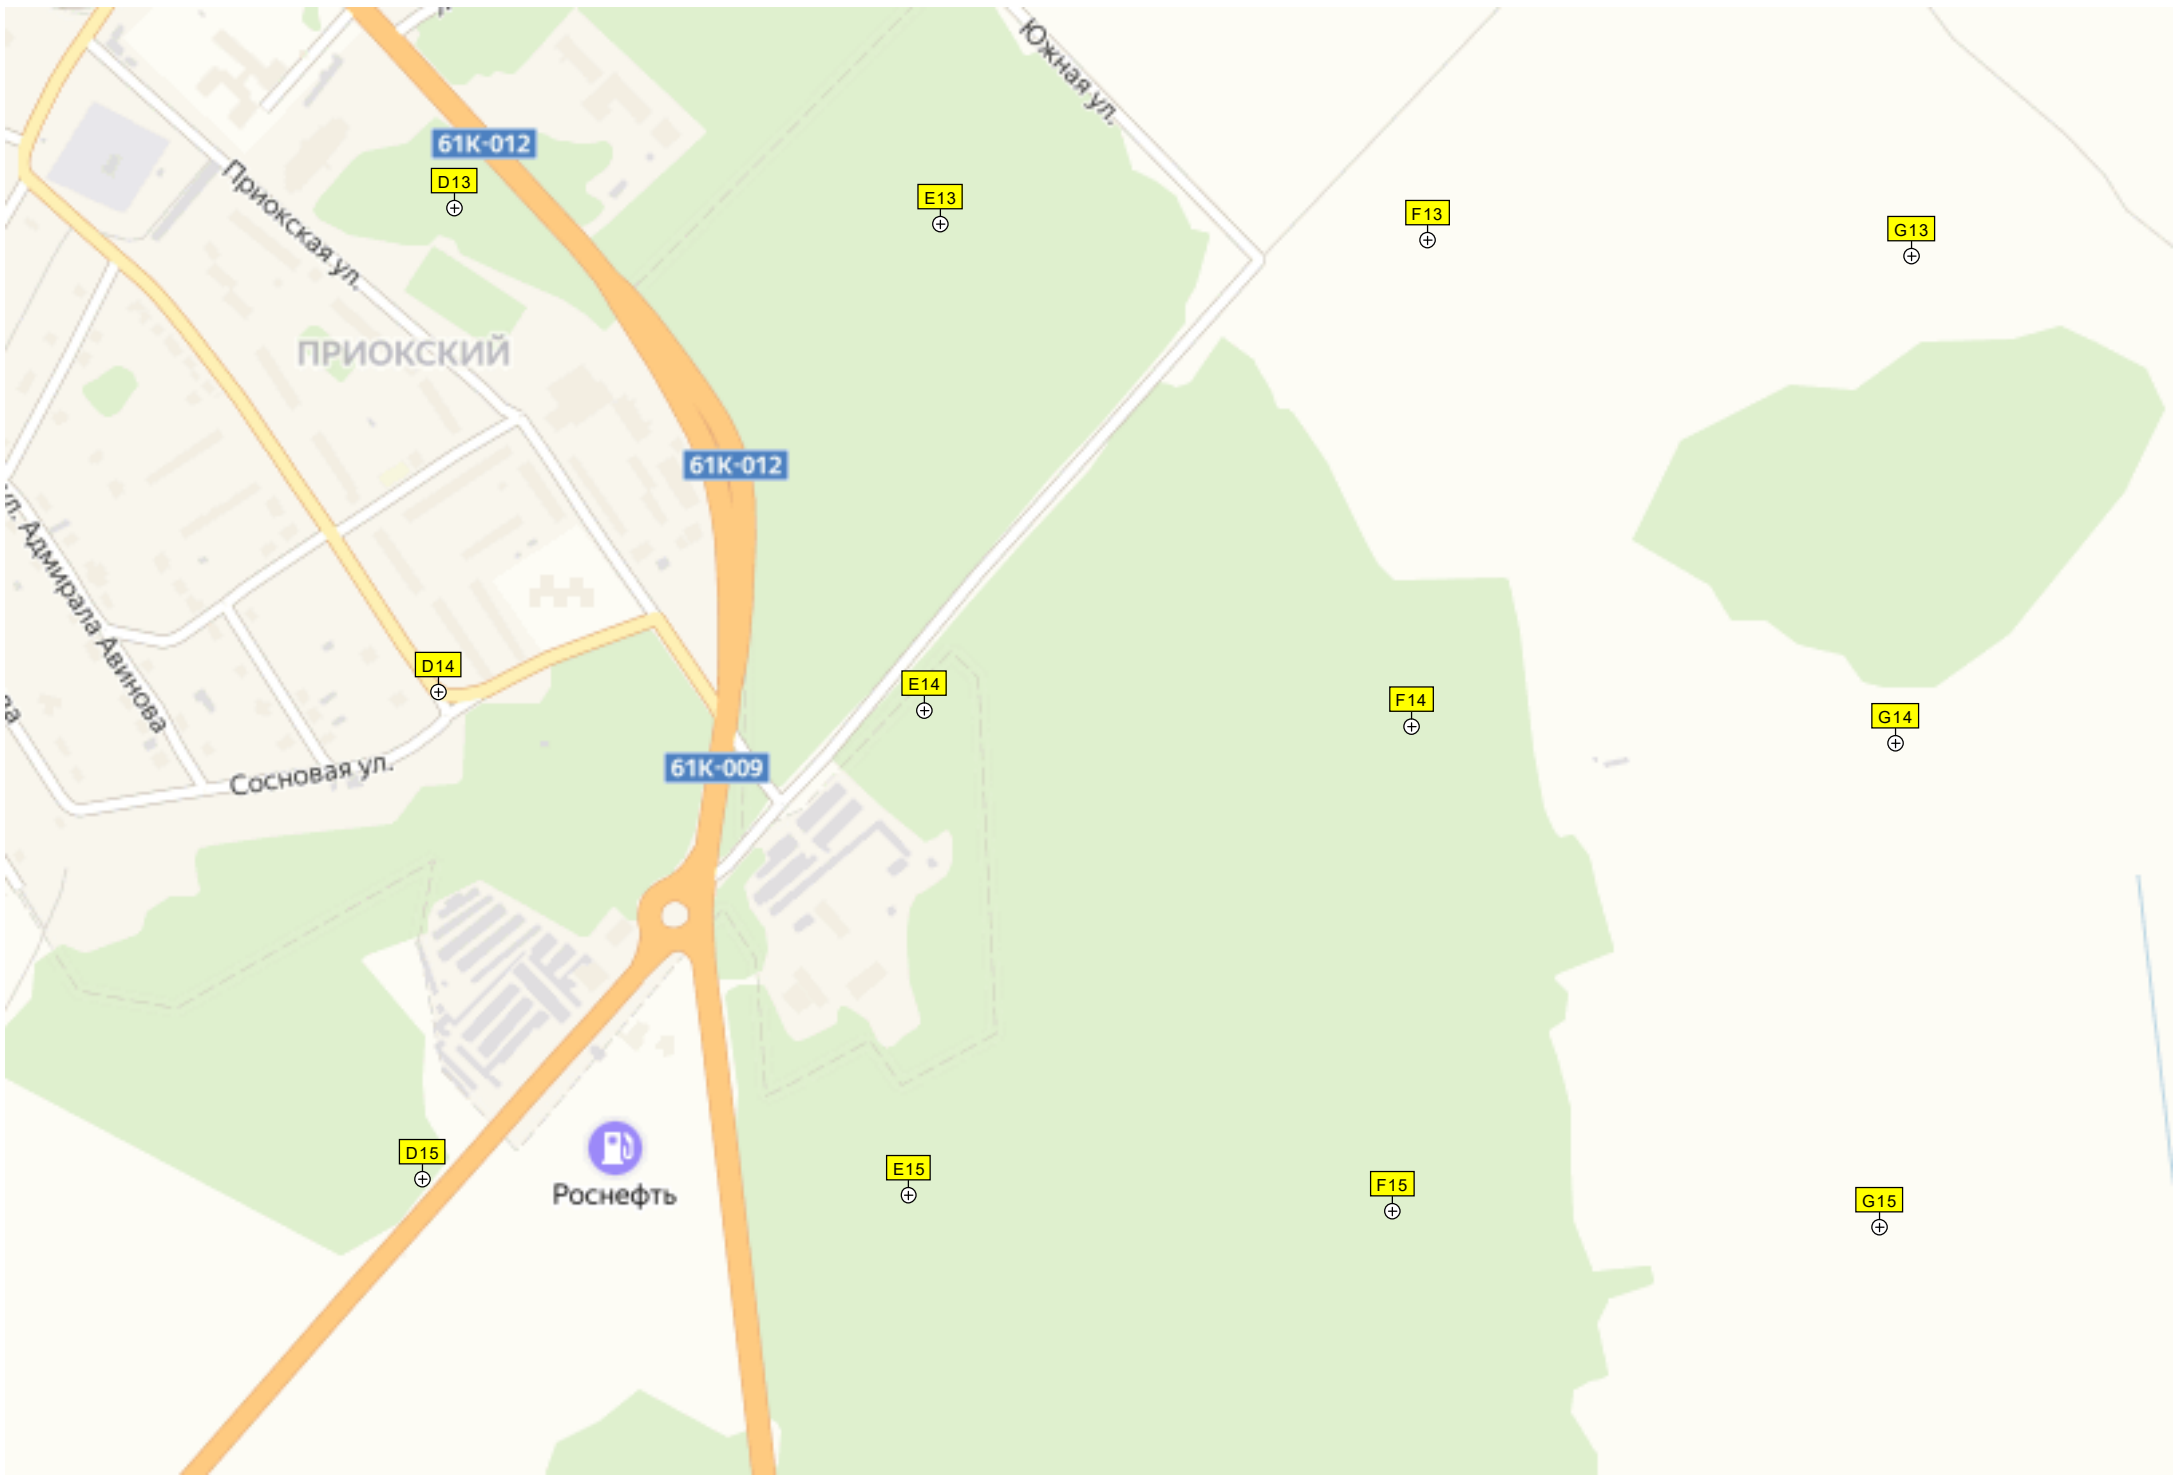 Южная ул.
61К-012
D13
E13
F13
G13
Приокская ул.
ПРИОКСКИЙ
61К-012
ул. Адмирала Авинова
D14
E14
F14
G14
61К-009
Сосновая ул.
D15
E15
F15
G15
Роснефть